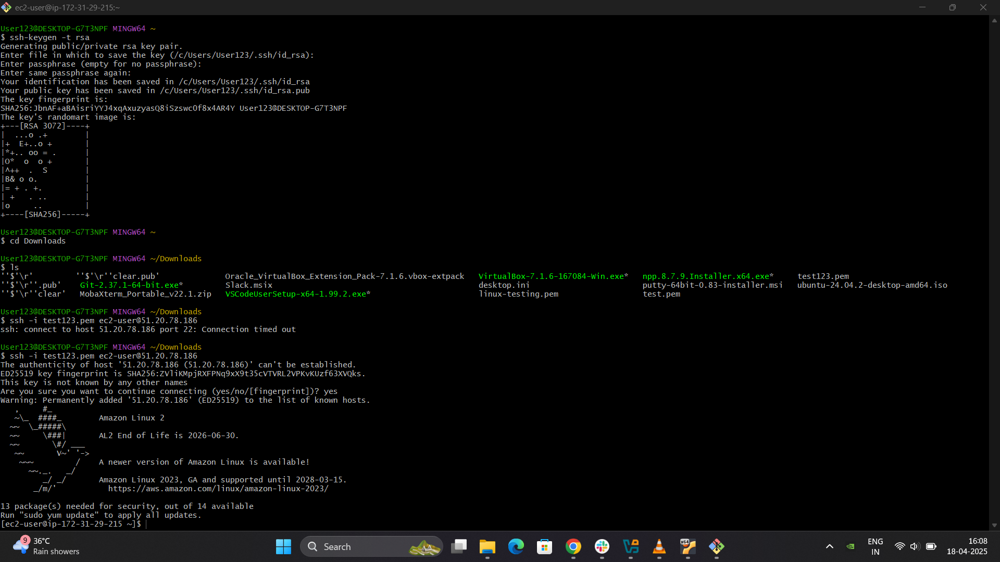 ec2-user@ip-172-31-29-215:~
User123@DESKTOP-G7T3NPF MINGW64 ~
$ ssh-keygen -t rsa
Generating public/private rsa key pair.
Enter file in which to save the key (/c/Users/User123/.ssh/id_rsa):
Enter passphrase (empty for no passphrase):
Enter same passphrase again:
Your identification has been saved in /c/Users/User123/.ssh/id_rsa
Your public key has been saved in /c/Users/User123/.ssh/id_rsa.pub
The key fingerprint is:
SHA256:JbnAF+aBAisriYYJ4xqAxuzyasQ8iSzswcOf8x4AR4Y User123@DESKTOP-G7T3NPF
The key's randomart image is:
+---[RSA 3072]----+
|  ...o .+        |
|+  E+..o +       |
|*+.. oo = .      |
|O*  o  o +       |
|^++  .  S        |
|B& o o.          |
|= + . +.         |
| +   . ..        |
|o     ..         |
+----[SHA256]-----+
User123@DESKTOP-G7T3NPF MINGW64 ~
$ cd Downloads
User123@DESKTOP-G7T3NPF MINGW64 ~/Downloads
$ ls
''$'\r' ''$'\r''clear.pub' Oracle_VirtualBox_Extension_Pack-7.1.6.vbox-extpack VirtualBox-7.1.6-167084-Win.exe* npp.8.7.9.Installer.x64.exe* test123.pem
''$'\r''.pub' Git-2.37.1-64-bit.exe* Slack.msix desktop.ini putty-64bit-0.83-installer.msi ubuntu-24.04.2-desktop-amd64.iso
''$'\r''clear' MobaXterm_Portable_v22.1.zip VSCodeUserSetup-x64-1.99.2.exe* linux-testing.pem test.pem
User123@DESKTOP-G7T3NPF MINGW64 ~/Downloads
$ ssh -i test123.pem ec2-user@51.20.78.186
ssh: connect to host 51.20.78.186 port 22: Connection timed out
User123@DESKTOP-G7T3NPF MINGW64 ~/Downloads
$ ssh -i test123.pem ec2-user@51.20.78.186
The authenticity of host '51.20.78.186 (51.20.78.186)' can't be established.
ED25519 key fingerprint is SHA256:ZVliKMpjRXFPNq9xX9t35cVTVRL2VPKvKUzf63XVQks.
This key is not known by any other names
Are you sure you want to continue connecting (yes/no/[fingerprint])? yes
Warning: Permanently added '51.20.78.186' (ED25519) to the list of known hosts.
   ,     #_
   ~\_  ####_        Amazon Linux 2
  ~~  \_#####\
  ~~     \###|       AL2 End of Life is 2026-06-30.
  ~~       \#/ ___
   ~~       V~' '->
    ~~~         /    A newer version of Amazon Linux is available!
      ~~._.   _/
         _/ _/       Amazon Linux 2023, GA and supported until 2028-03-15.
       _/m/'           https://aws.amazon.com/linux/amazon-linux-2023/
13 package(s) needed for security, out of 14 available
Run "sudo yum update" to apply all updates.
[ec2-user@ip-172-31-29-215 ~]$
9
36°C
Rain showers
Search
x64
ENG
IN
16:08
18-04-2025